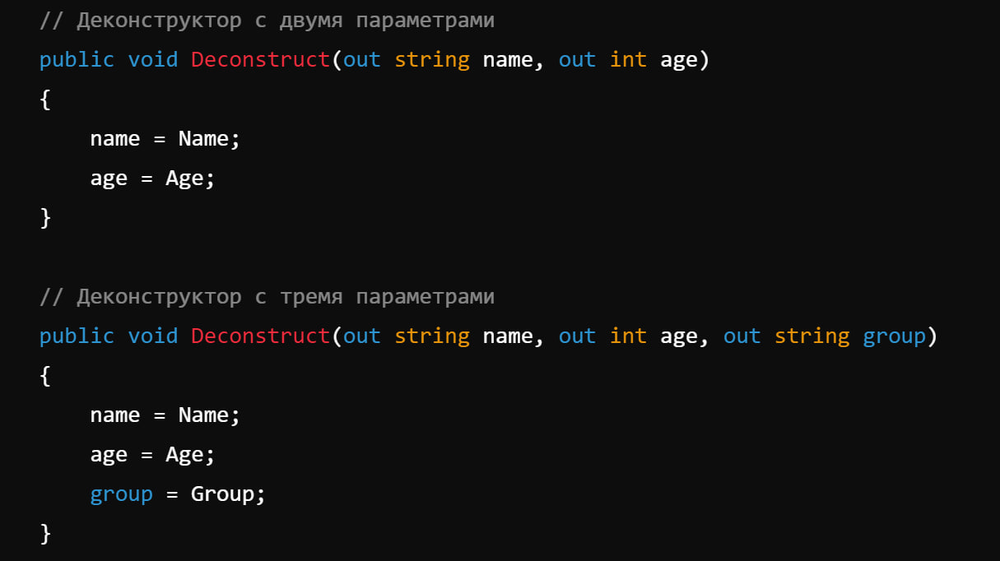 // Деконструктор с двумя параметрами
public void Deconstruct(out string name, out int age)
{
    name = Name;
    age = Age;
}

// Деконструктор с тремя параметрами
public void Deconstruct(out string name, out int age, out string group)
{
    name = Name;
    age = Age;
    group = Group;
}